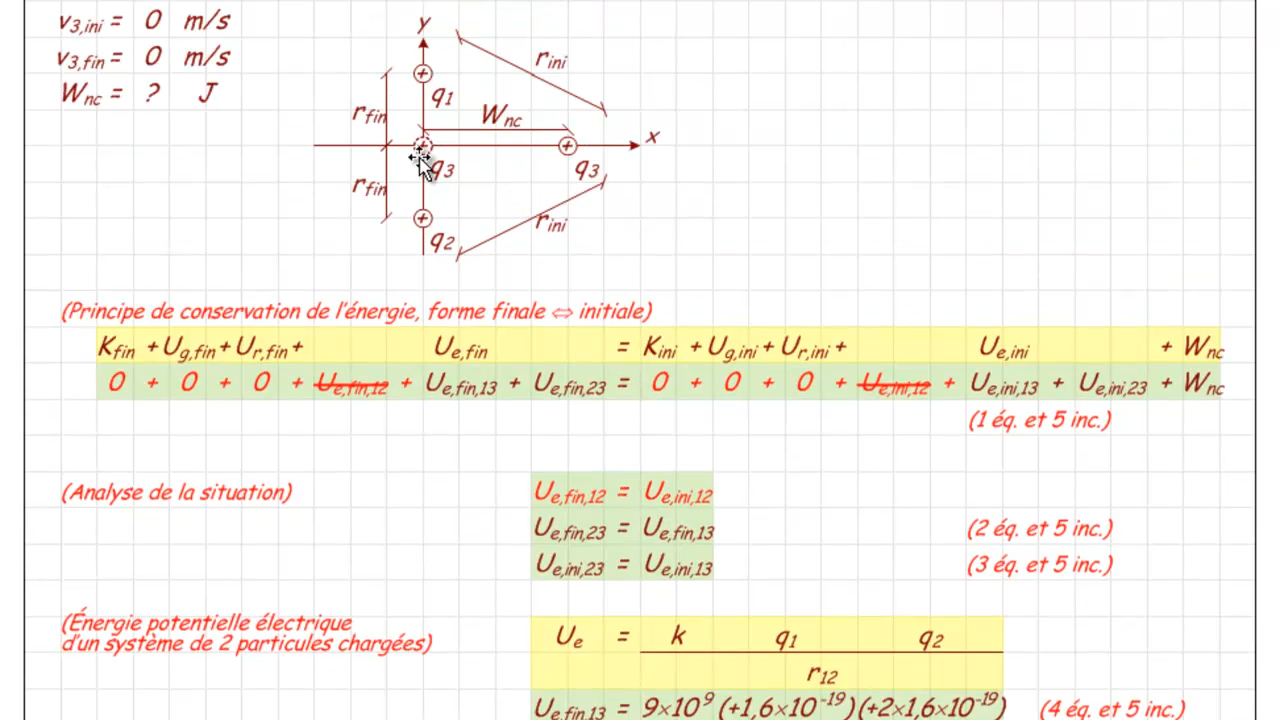 v3,ini = 0 m/s
v3,fin = 0 m/s
Wnc = ? J
y
rini
q1
rfin
Wnc
x
q3
q3
rfin
rini
q2
(Principe de conservation de l'énergie, forme finale ⇔ initiale)
Kfin + Ug,fin + Ur,fin + Ue,fin = Kini + Ug,ini + Ur,ini + Ue,ini + Wnc
0 + 0 + 0 + Ue,fin,12 + Ue,fin,13 + Ue,fin,23 = 0 + 0 + 0 + Ue,ini,12 + Ue,ini,13 + Ue,ini,23 + Wnc
(1 éq. et 5 inc.)
(Analyse de la situation)
Ue,fin,12 = Ue,ini,12
Ue,fin,23 = Ue,fin,13 (2 éq. et 5 inc.)
Ue,ini,23 = Ue,ini,13 (3 éq. et 5 inc.)
(Énergie potentielle électrique
d'un système de 2 particules chargées)
Ue = k q1 q2
r12
Ue,fin,13 = 9×10^9 (+1,6×10^-19)(+2×1,6×10^-19) (4 éq. et 5 inc.)